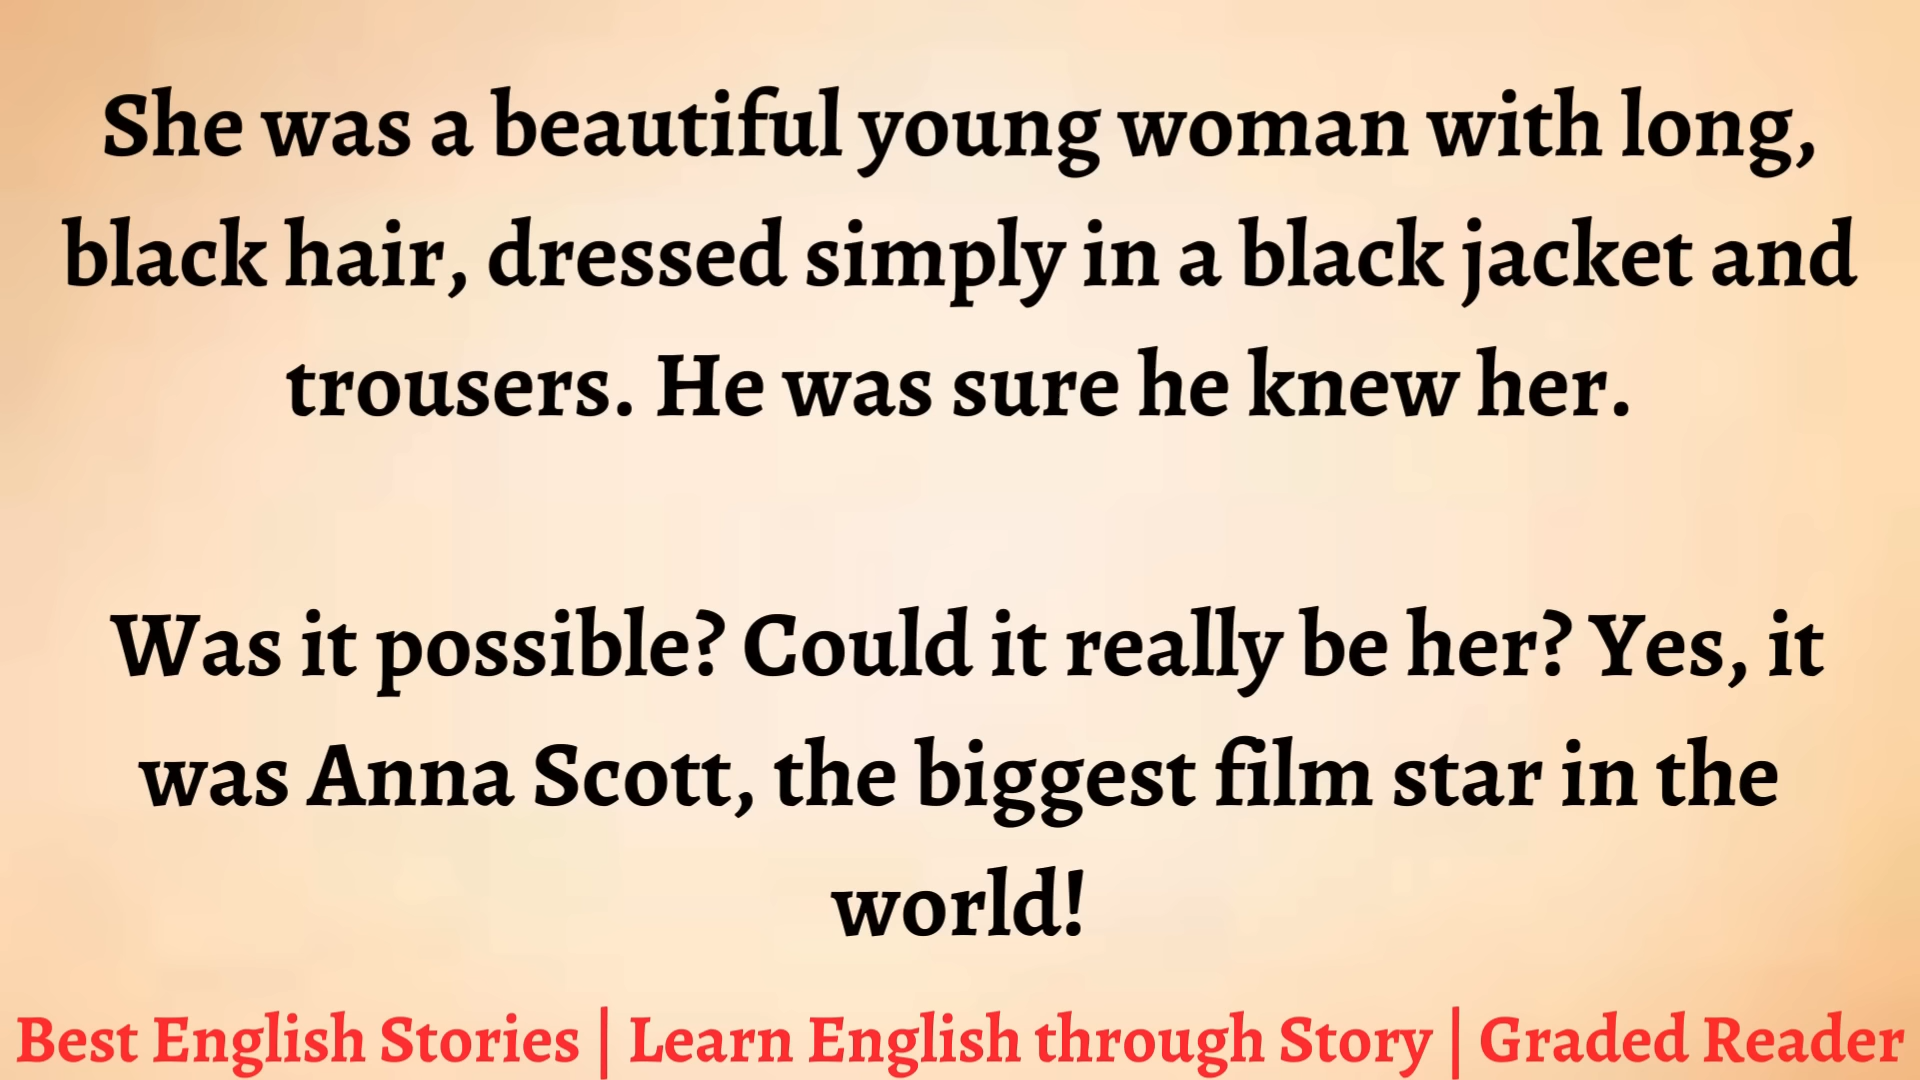 She was a beautiful young woman with long,
black hair, dressed simply in a black jacket and
trousers. He was sure he knew her.
Was it possible? Could it really be her? Yes, it
was Anna Scott, the biggest film star in the
world!
Best English Stories | Learn English through Story | Graded Reader